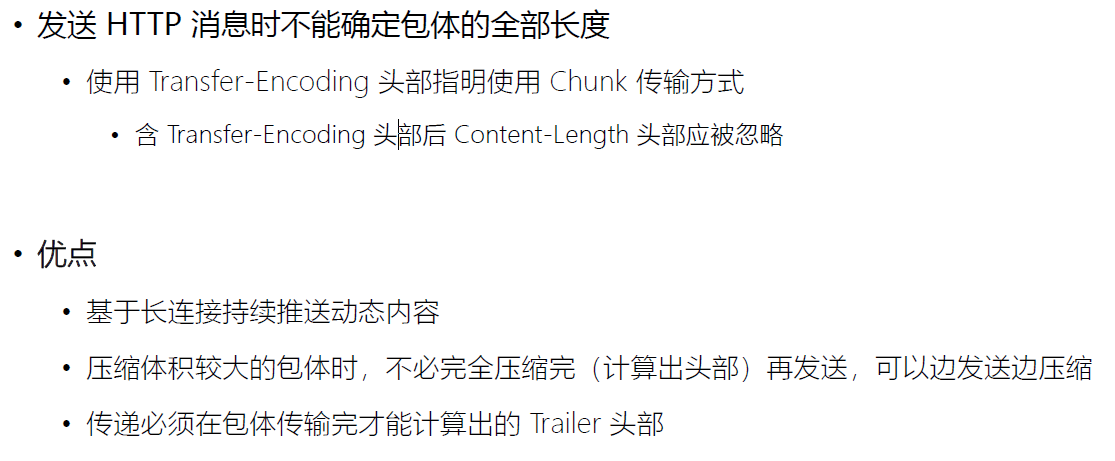 • 发送 HTTP 消息时不能确定包体的全部长度
• 使用 Transfer-Encoding 头部指明使用 Chunk 传输方式
• 含 Transfer-Encoding 头部后 Content-Length 头部应被忽略
• 优点
• 基于长连接持续推送动态内容
• 压缩体积较大的包体时，不必完全压缩完（计算出头部）再发送，可以边发送边压缩
• 传递必须在包体传输完才能计算出的 Trailer 头部